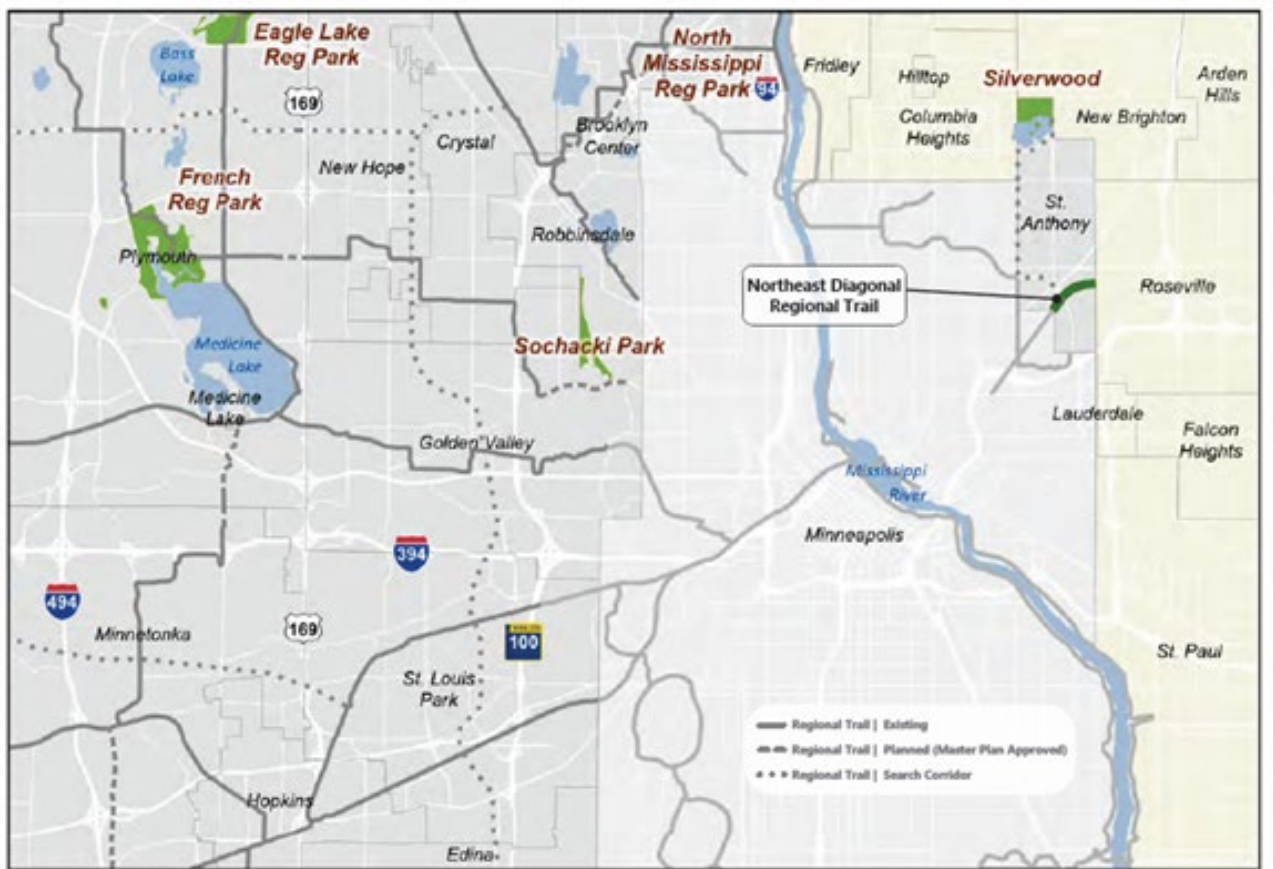 Eagle Lake
Reg Park
Bass
Lake
169
North
Mississippi
Reg Park
94
Fridley
Hilltop
Silverwood
Arden
Hills
Columbia
Heights
New Brighton
Brooklyn
Center
Crystal
New Hope
French
Reg Park
St.
Anthony
Robbinsdale
Plymouth
Northeast Diagonal
Regional Trail
Roseville
Medicine
Lake
Sochacki Park
Medicine
Lake
Lauderdale
Golden Valley
Falcon
Heights
Mississippi
River
Minneapolis
394
494
169
100
Minnetonka
St. Paul
St. Louis
Park
Regional Trail | Existing
Regional Trail | Planned (Master Plan Approved)
Regional Trail | Search Corridor
Hopkins
Edina